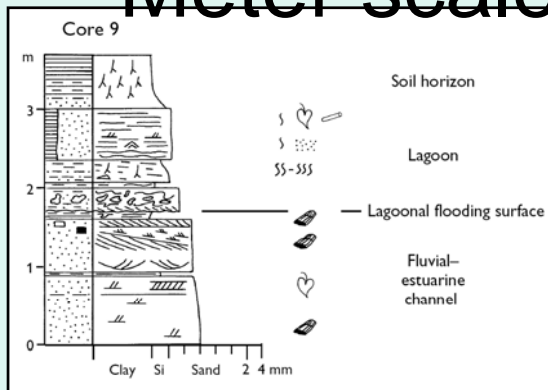 Meter scale
Core 9
m
Soil horizon
3
Lagoon
2
Lagoonal flooding surface
1
Fluvial–
estuarine
channel
0
Clay Si Sand 2 4 mm